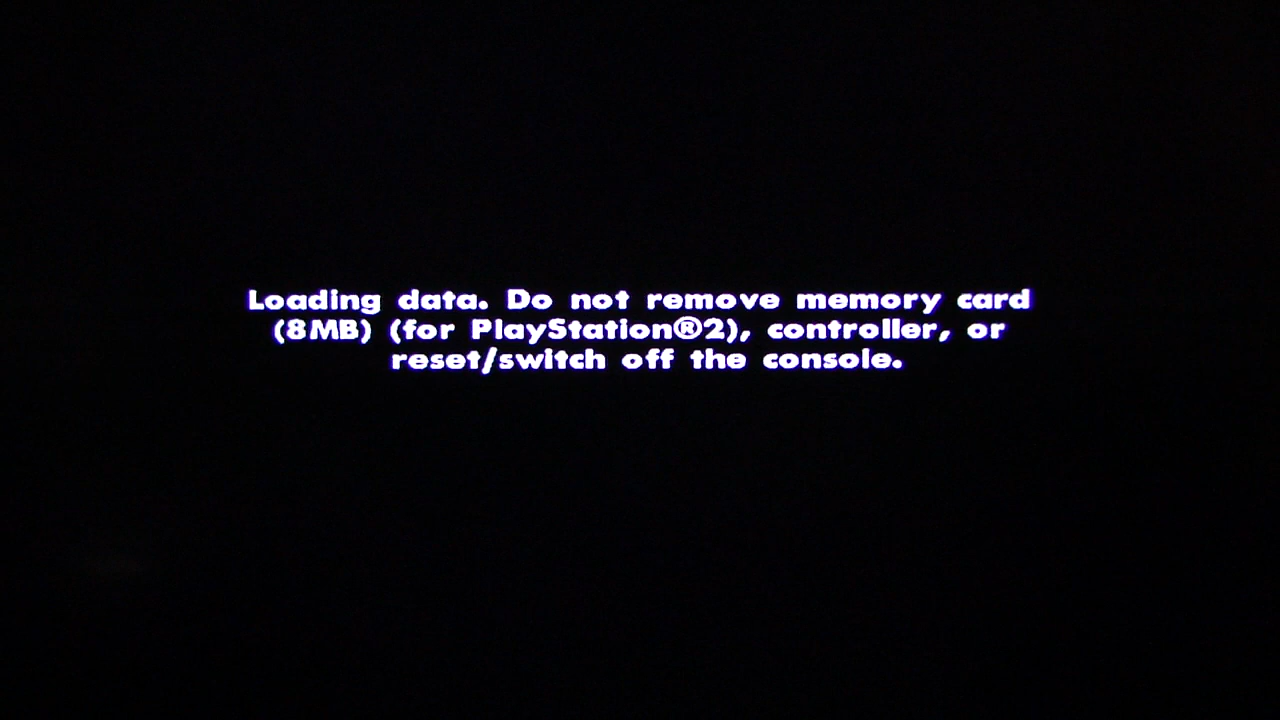 Loading data. Do not remove memory card
(8MB) (for PlayStation®2), controller, or
reset/switch off the console.